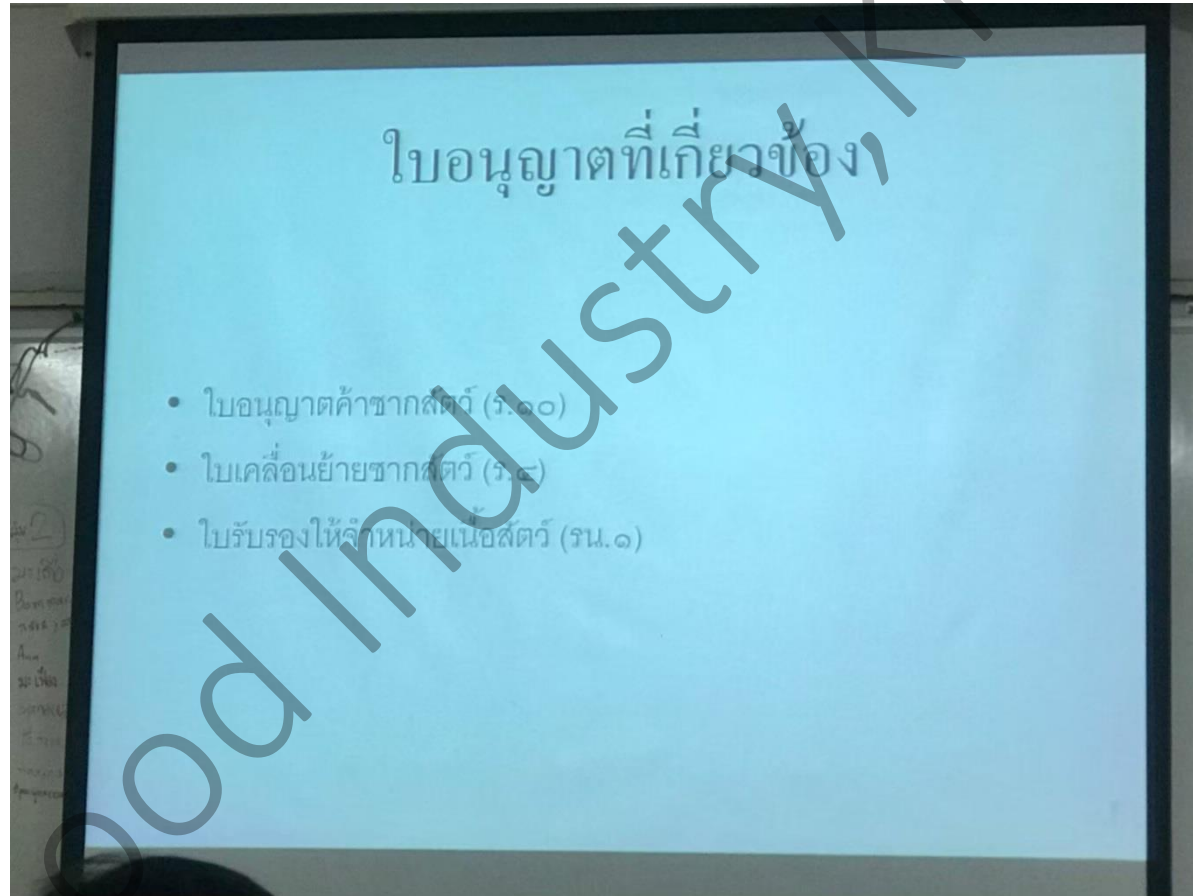 ใบอนุญาตที่เกี่ยวข้อง
• ใบอนุญาตค้าซากสัตว์ (ร.๑๐)
• ใบเคลื่อนย้ายซากสัตว์ (ร.๔)
• ใบรับรองให้จำหน่ายเนื้อสัตว์ (รน.๑)
ood Industry,K